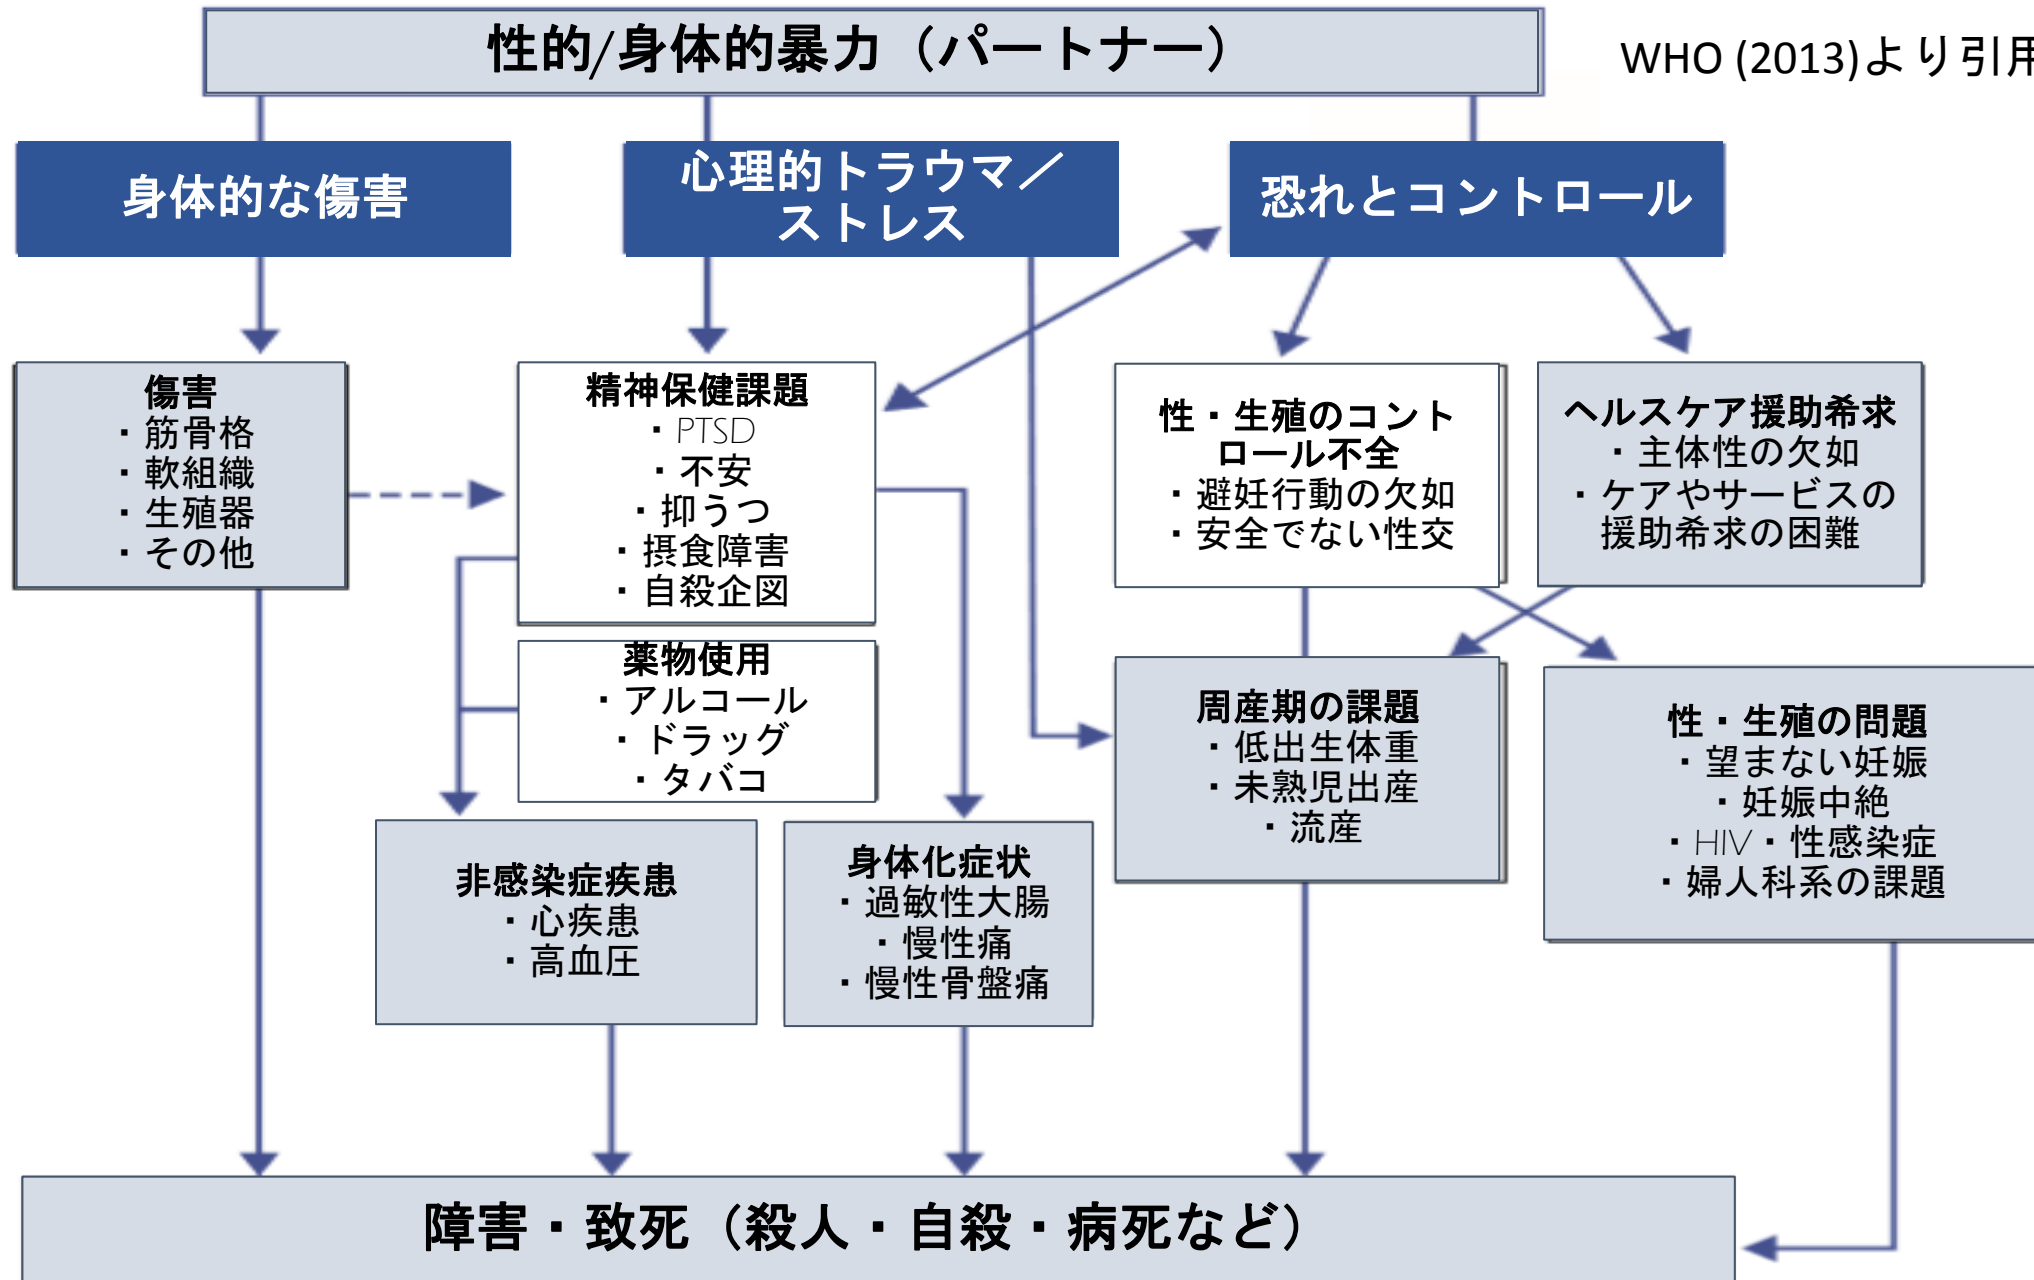 性的/身体的暴力（パートナー）
WHO (2013)より引用
身体的な傷害
心理的トラウマ／
ストレス
恐れとコントロール
傷害
・筋骨格
・軟組織
・生殖器
・その他
精神保健課題
・PTSD
・不安
・抑うつ
・摂食障害
・自殺企図
薬物使用
・アルコール
・ドラッグ
・タバコ
性・生殖のコント
ロール不全
・避妊行動の欠如
・安全でない性交
ヘルスケア援助希求
・主体性の欠如
・ケアやサービスの
援助希求の困難
非感染症疾患
・心疾患
・高血圧
身体化症状
・過敏性大腸
・慢性痛
・慢性骨盤痛
周産期の課題
・低出生体重
・未熟児出産
・流産
性・生殖の問題
・望まない妊娠
・妊娠中絶
・HIV・性感染症
・婦人科系の課題
障害・致死（殺人・自殺・病死など）